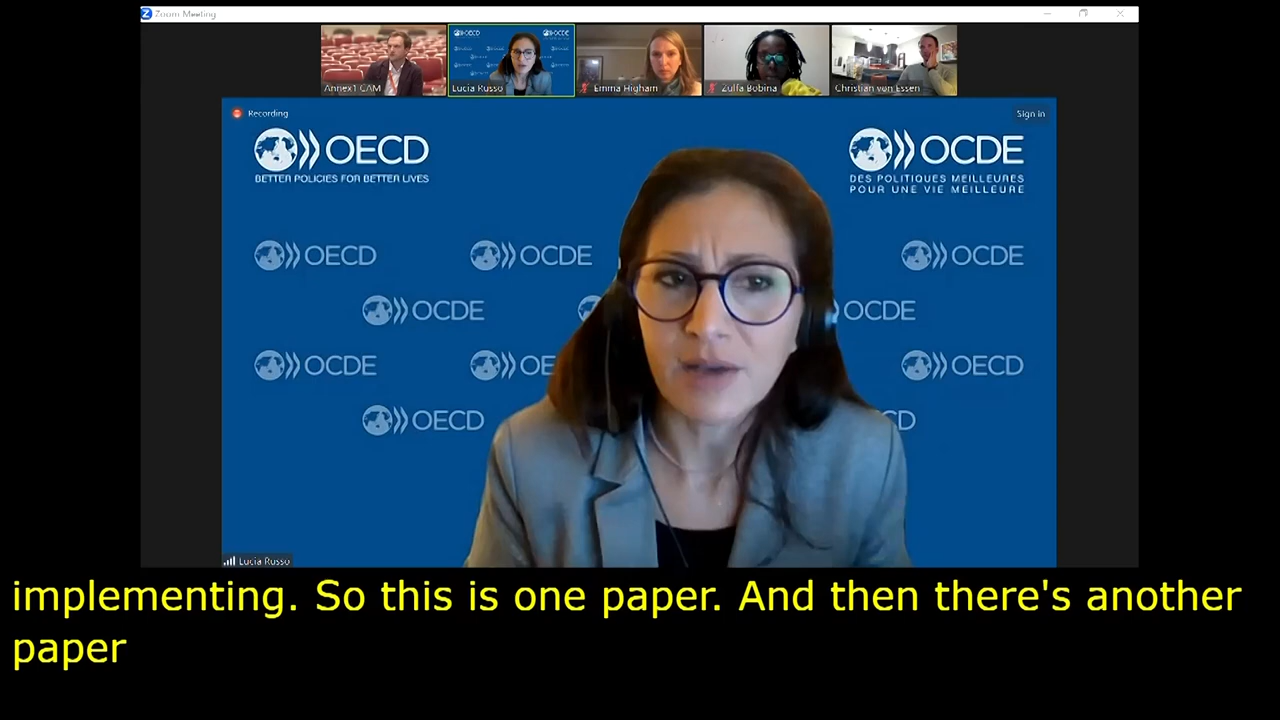 Zoom Meeting
Annex1 CAM
Lucia Russo
Emma Higham
Zulfa Bobina
Christian von Essen
Recording
Sign in
OECD
BETTER POLICIES FOR BETTER LIVES
OCDE
DES POLITIQUES MEILLEURES
POUR UNE VIE MEILLEURE
OECD
OCDE
OCDE
OCDE
OCDE
OCDE
OE
OECD
OECD
CD
Lucia Russo
implementing. So this is one paper. And then there's another
paper